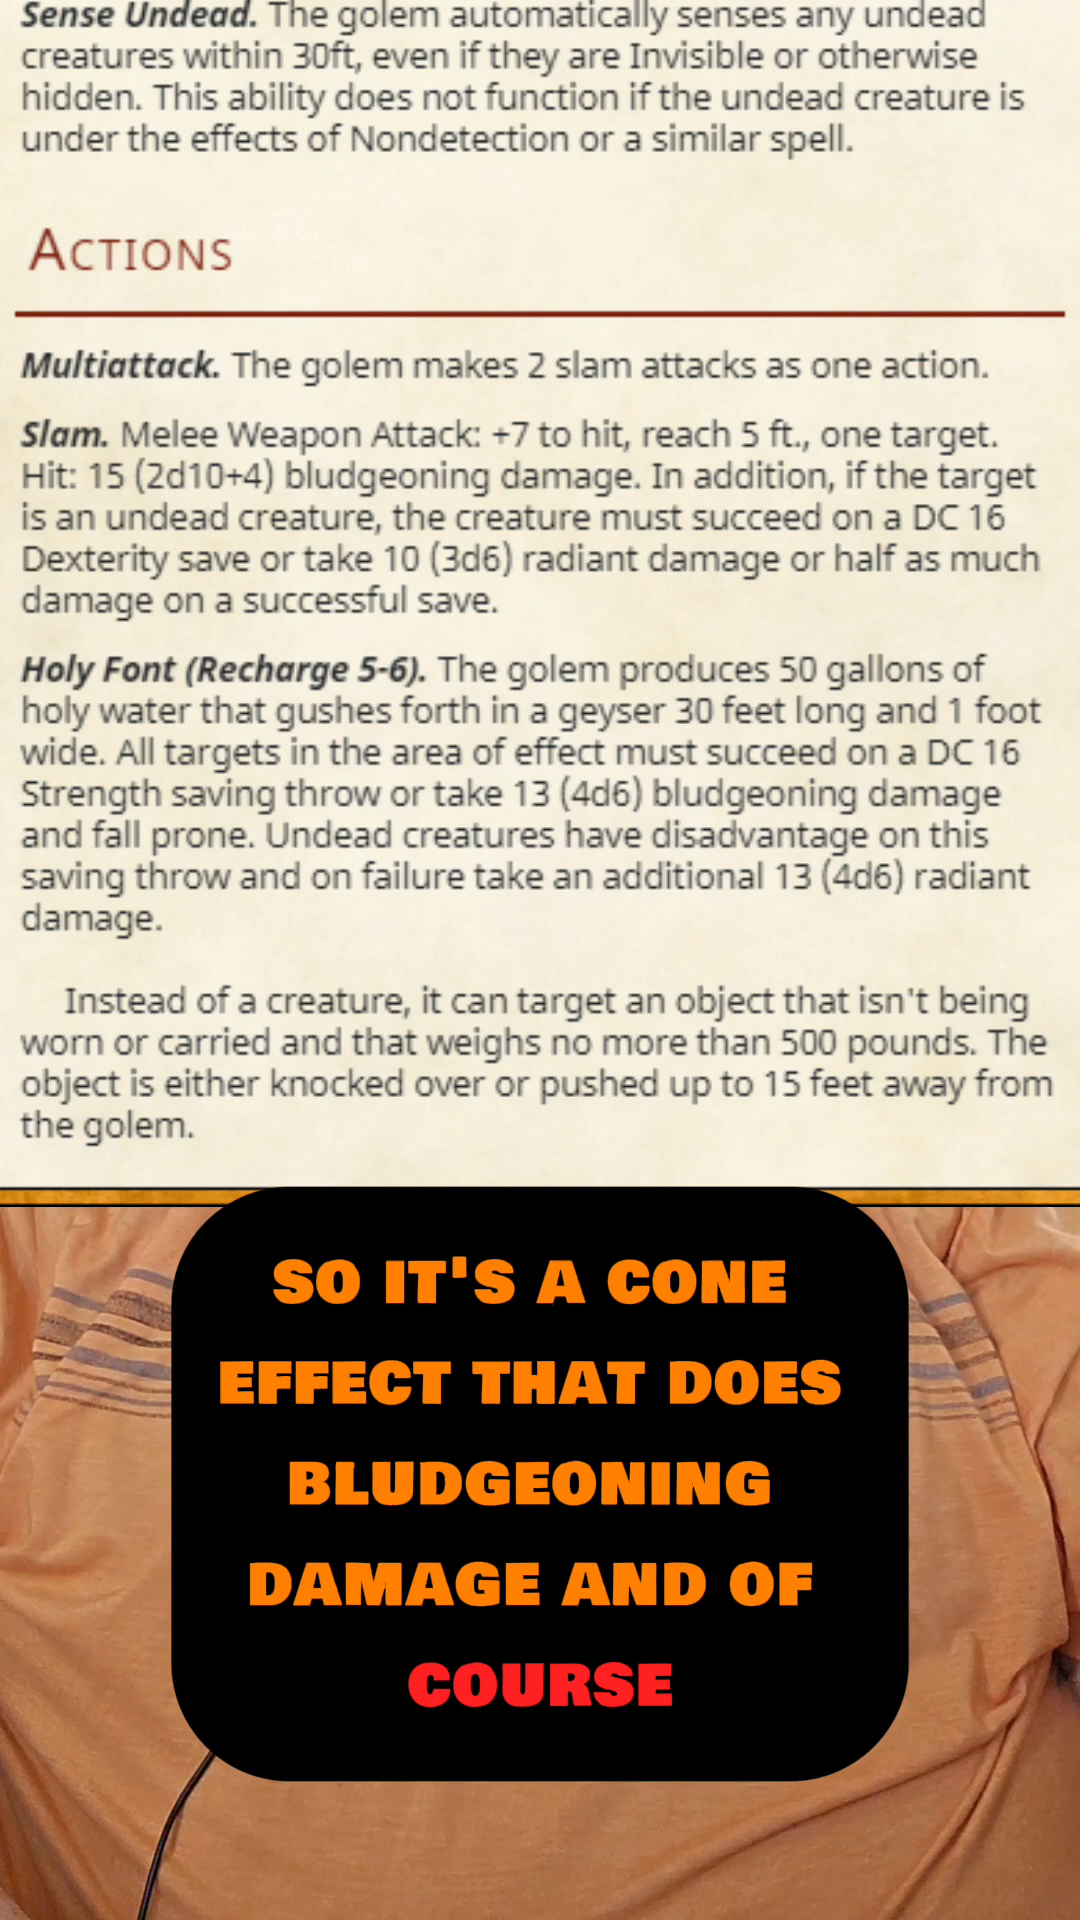 Sense Undead. The golem automatically senses any undead
creatures within 30ft, even if they are Invisible or otherwise
hidden. This ability does not function if the undead creature is
under the effects of Nondetection or a similar spell.
ACTIONS
Multiattack. The golem makes 2 slam attacks as one action.
Slam. Melee Weapon Attack: +7 to hit, reach 5 ft., one target.
Hit: 15 (2d10+4) bludgeoning damage. In addition, if the target
is an undead creature, the creature must succeed on a DC 16
Dexterity save or take 10 (3d6) radiant damage or half as much
damage on a successful save.
Holy Font (Recharge 5-6). The golem produces 50 gallons of
holy water that gushes forth in a geyser 30 feet long and 1 foot
wide. All targets in the area of effect must succeed on a DC 16
Strength saving throw or take 13 (4d6) bludgeoning damage
and fall prone. Undead creatures have disadvantage on this
saving throw and on failure take an additional 13 (4d6) radiant
damage.
Instead of a creature, it can target an object that isn't being
worn or carried and that weighs no more than 500 pounds. The
object is either knocked over or pushed up to 15 feet away from
the golem.
SO IT'S A CONE
EFFECT THAT DOES
BLUDGEONING
DAMAGE AND OF
COURSE